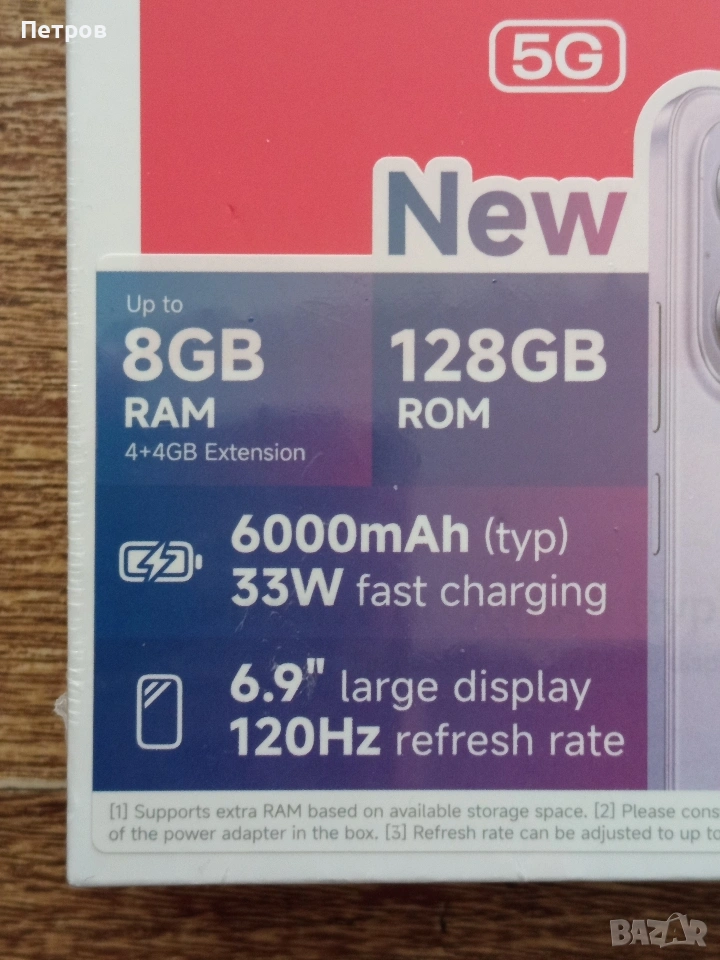 Петров
5G
New
Up to
8GB
RAM
4+4GB Extension
128GB
ROM
6000mAh (typ)
33W fast charging
6.9" large display
120Hz refresh rate
[1] Supports extra RAM based on available storage space. [2] Please cons
of the power adapter in the box. [3] Refresh rate can be adjusted to up to
BAZAR